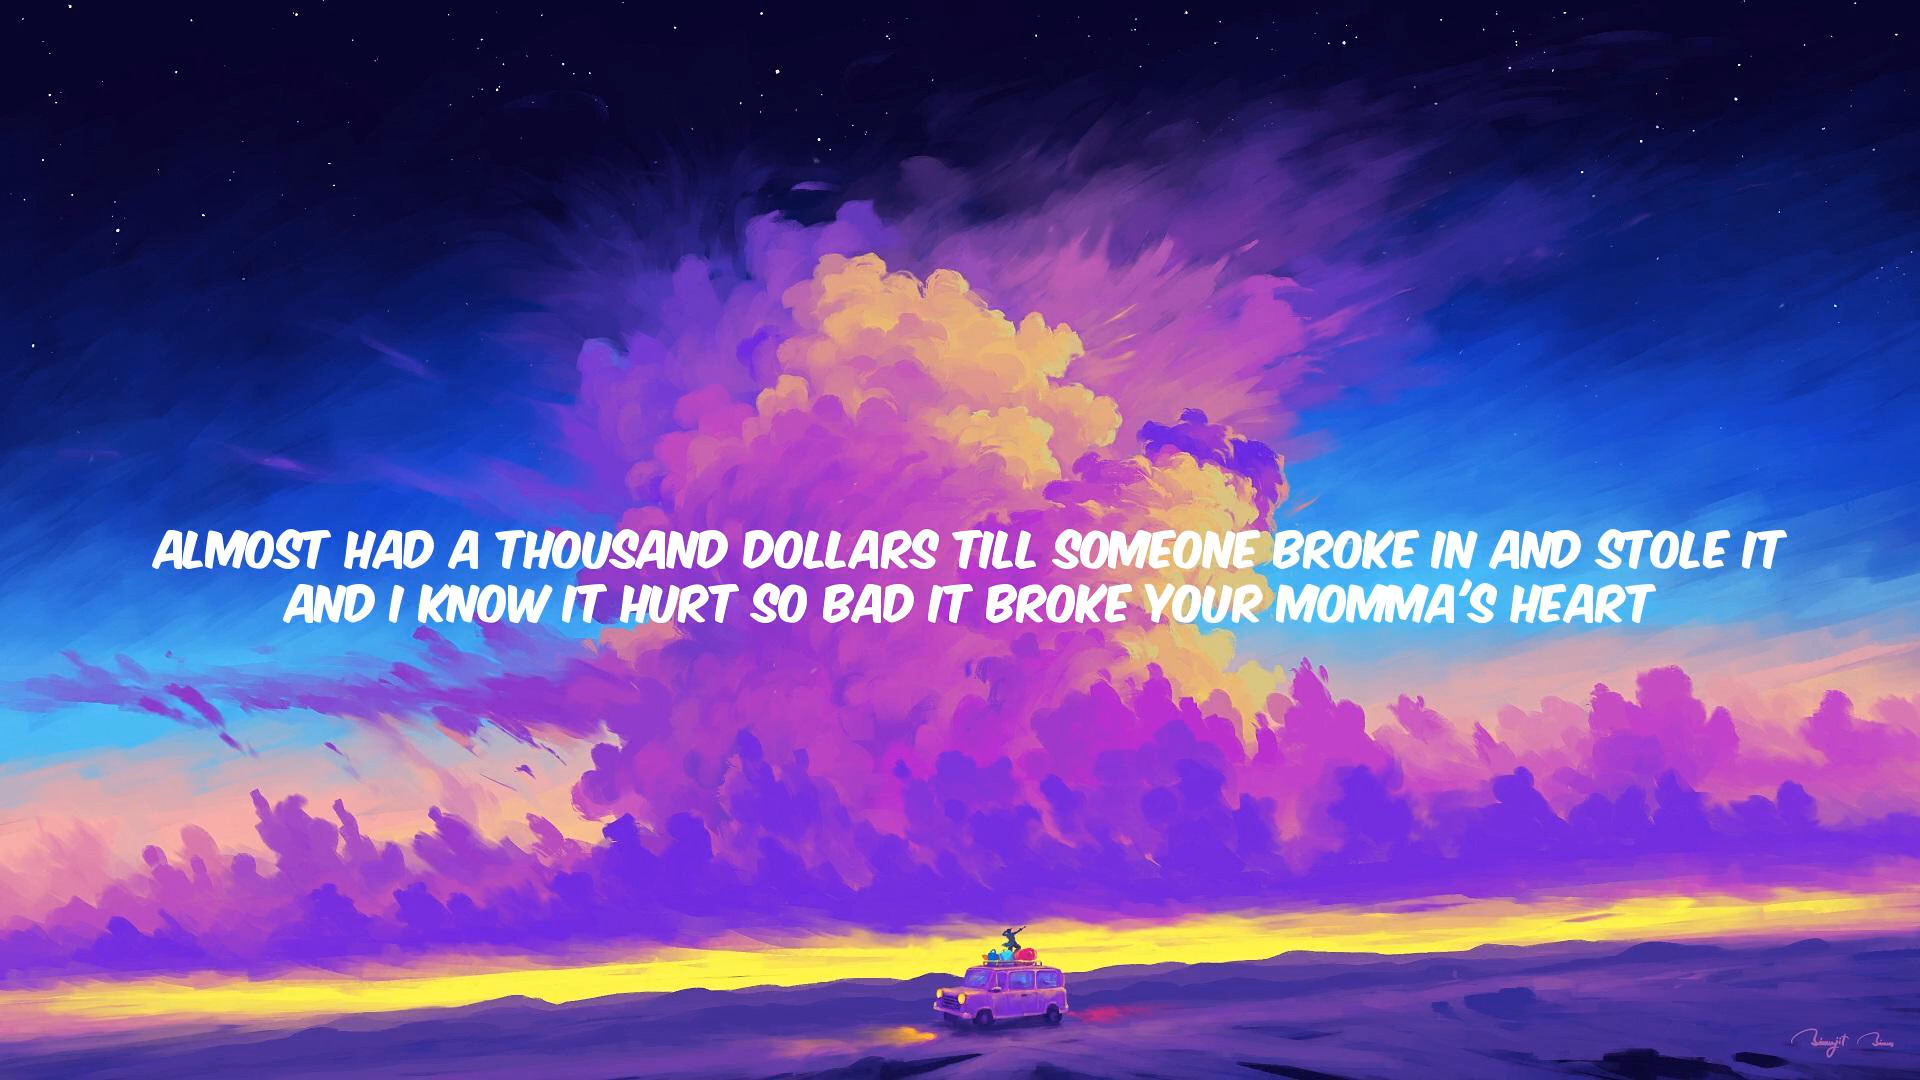 ALMOST HAD A THOUSAND DOLLARS TILL SOMEONE BROKE IN AND STOLE IT
AND I KNOW IT HURT SO BAD IT BROKE YOUR MOMMA'S HEART